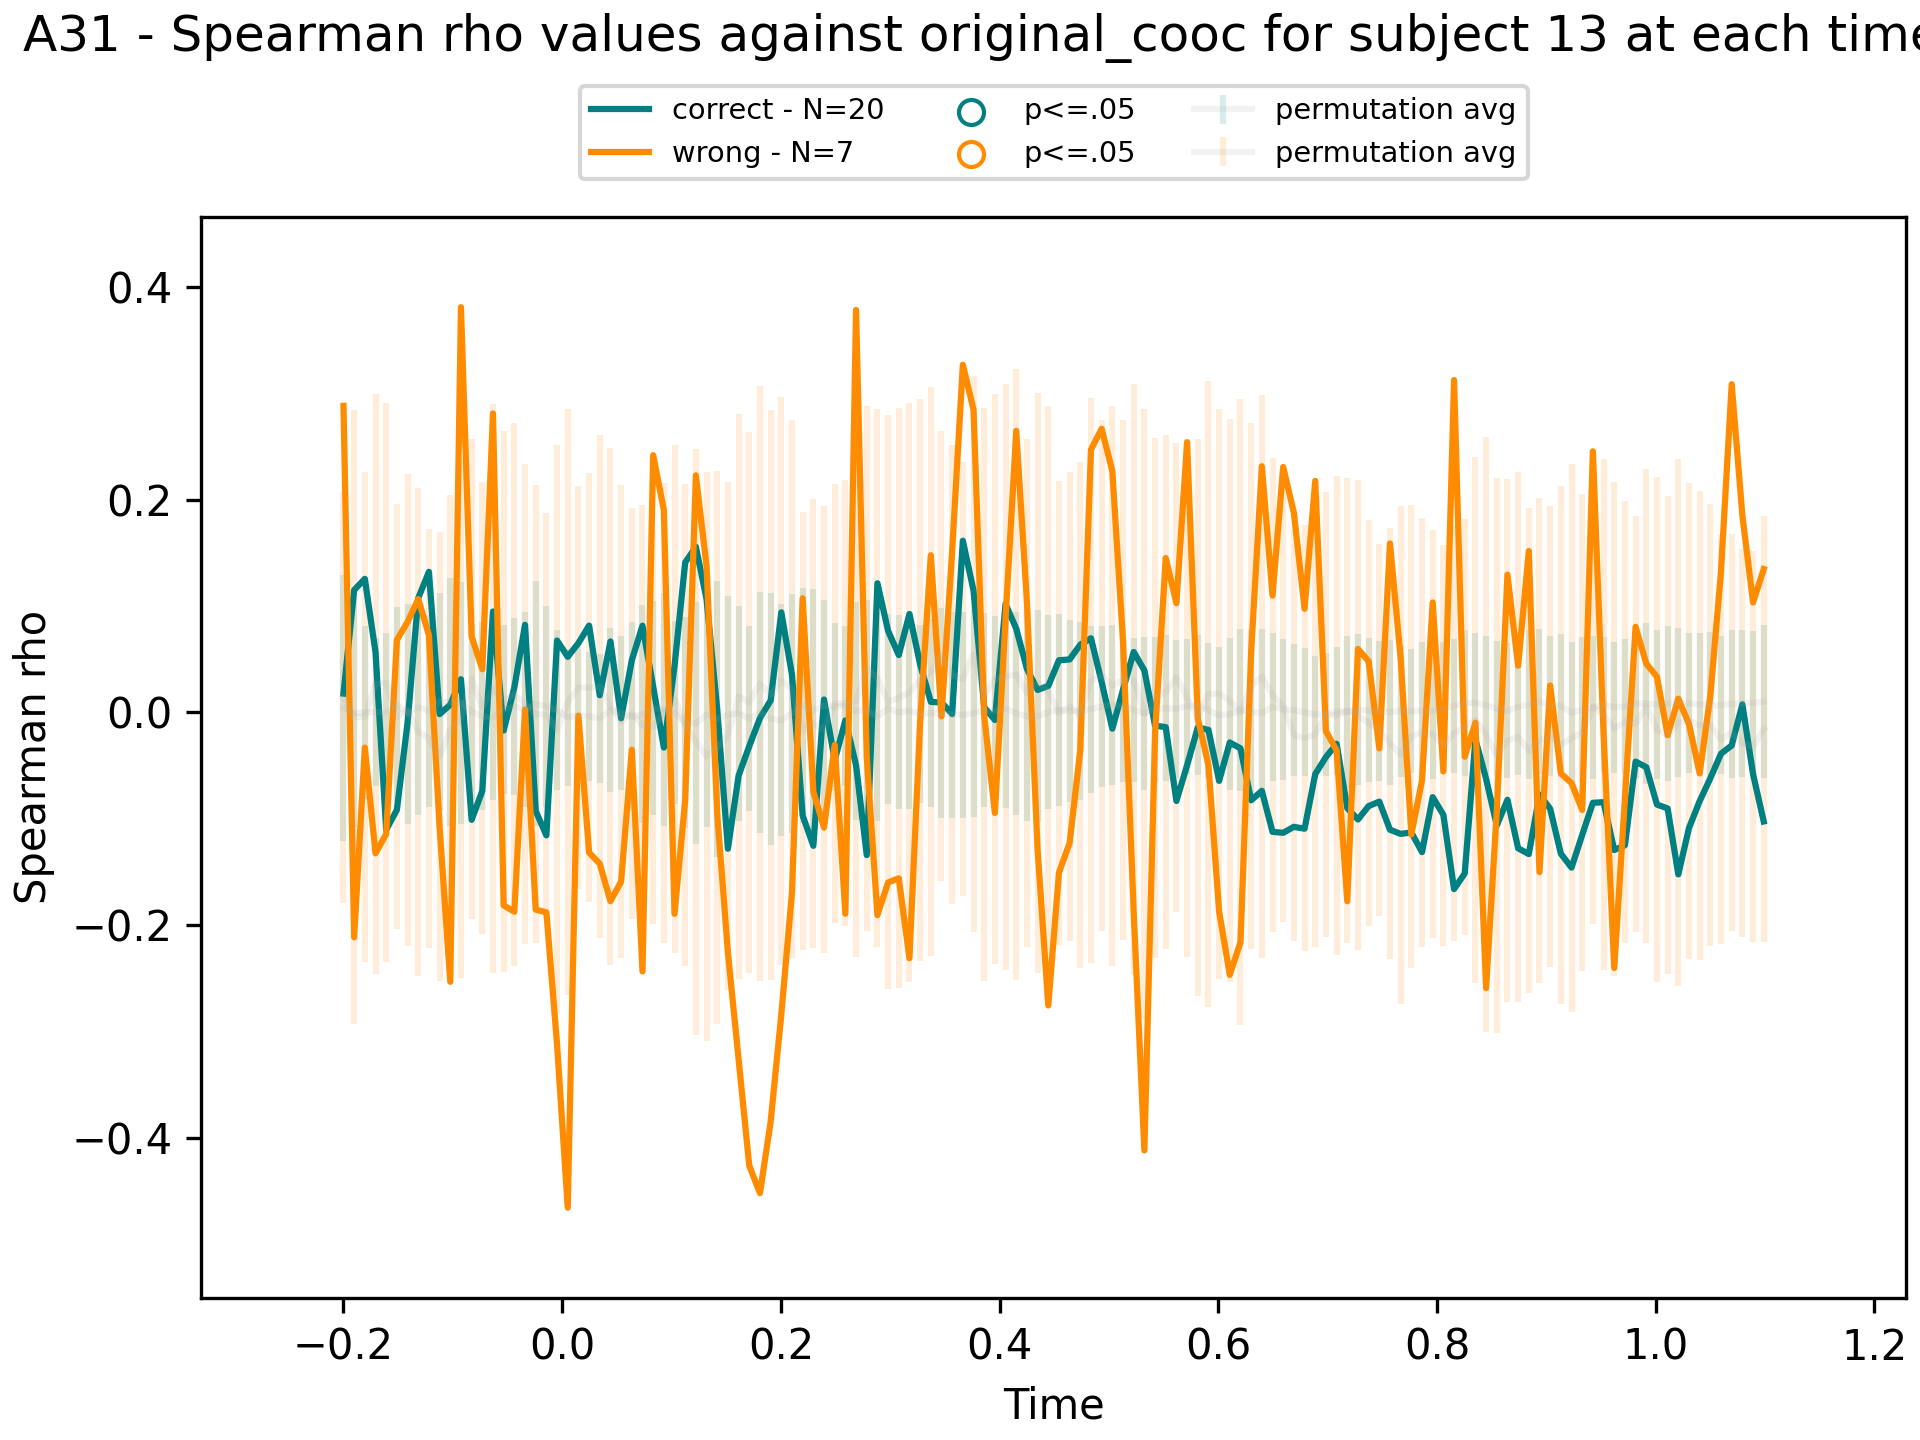 A31 - Spearman rho values against original_cooc for subject 13 at each time
correct - N=20
wrong - N=7
p<=.05
p<=.05
permutation avg
permutation avg
Spearman rho
0.4
0.2
0.0
−0.2
−0.4
−0.2
0.0
0.2
0.4
0.6
0.8
1.0
1.2
Time